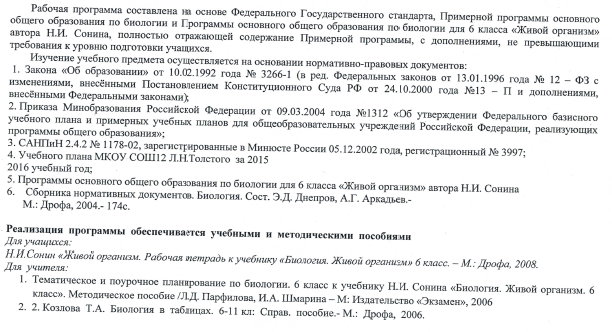 Рабочая программа составлена на основе Федерального Государственного стандарта, Примерной программы основного
общего образования по биологии и Программы основного общего образования по биологии для 6 класса «Живой организм»
автора Н.И. Сонина, полностью отражающей содержание Примерной программы, с дополнениями, не превышающими
требования к уровню подготовки учащихся.
Изучение учебного предмета осуществляется на основании нормативно-правовых документов:
1. Закона «Об образовании» от 10.02.1992 года № 3266-1 (в ред. Федеральных законов от 13.01.1996 года № 12 – ФЗ с
изменениями, внесёнными Постановлением Конституционного Суда РФ от 24.10.2000 года №13 – П и дополнениями,
внесёнными Федеральными законами);
2. Приказа Минобразования Российской Федерации от 09.03.2004 года №1312 «Об утверждении Федерального базисного
учебного плана и примерных учебных планов для общеобразовательных учреждений Российской Федерации, реализующих
программы общего образования»;
3. САНПиН 2.4.2 № 1178-02, зарегистрированные в Минюсте России 05.12.2002 года, регистрационный № 3997;
4. Учебного плана МКОУ СОШ12 Л.Н.Толстого за 2015
2016 учебный год;
5. Программы основного общего образования по биологии для 6 класса «Живой организм» автора Н.И. Сонина
6. Сборника нормативных документов. Биология. Сост. Э.Д. Днепров, А.Г. Аркадьев.-
М.: Дрофа, 2004.- 174с.
Реализация программы обеспечивается учебными и методическими пособиями
Для учащихся:
Н.И.Сонин «Живой организм. Рабочая тетрадь к учебнику «Биология. Живой организм» 6 класс. – М.: Дрофа, 2008.
Для учителя:
1. Тематическое и поурочное планирование по биологии. 6 класс к учебнику Н.И. Сонина «Биология. Живой организм. 6
класс». Методическое пособие /Л.Д. Парфилова, И.А. Шмарина – М: Издательство «Экзамен», 2006
2. 2. Козлова Т.А. Биология в таблицах. 6-11 кл: Справ. пособие.- М.: Дрофа, 2006.